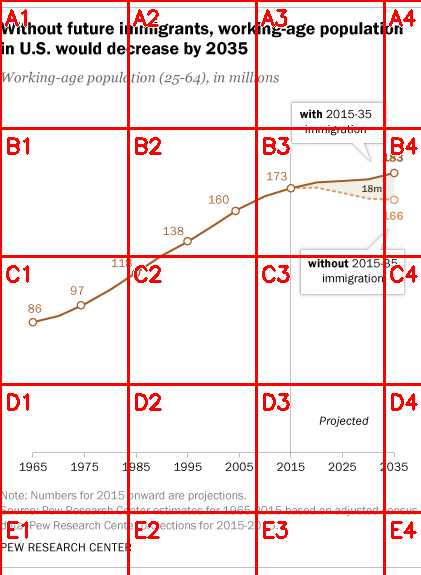 Without future immigrants, working-age population
in U.S. would decrease by 2035
Working-age population (25-64), in millions
A1
A2
A3
A4
with 2015-35
immigration
B1
B2
B3
B4
183
173
18m
160
166
138
118
without 2015-35
immigration
C1
C2
C3
C4
97
86
D1
D2
D3
D4
Projected
1965
1975
1985
1995
2005
2015
2025
2035
Note: Numbers for 2015 onward are projections.
Source: Pew Research Center estimates for 1965-2015 based on adjusted census
data; Pew Research Center projections for 2015-2035.
E1
E2
E3
E4
PEW RESEARCH CENTER